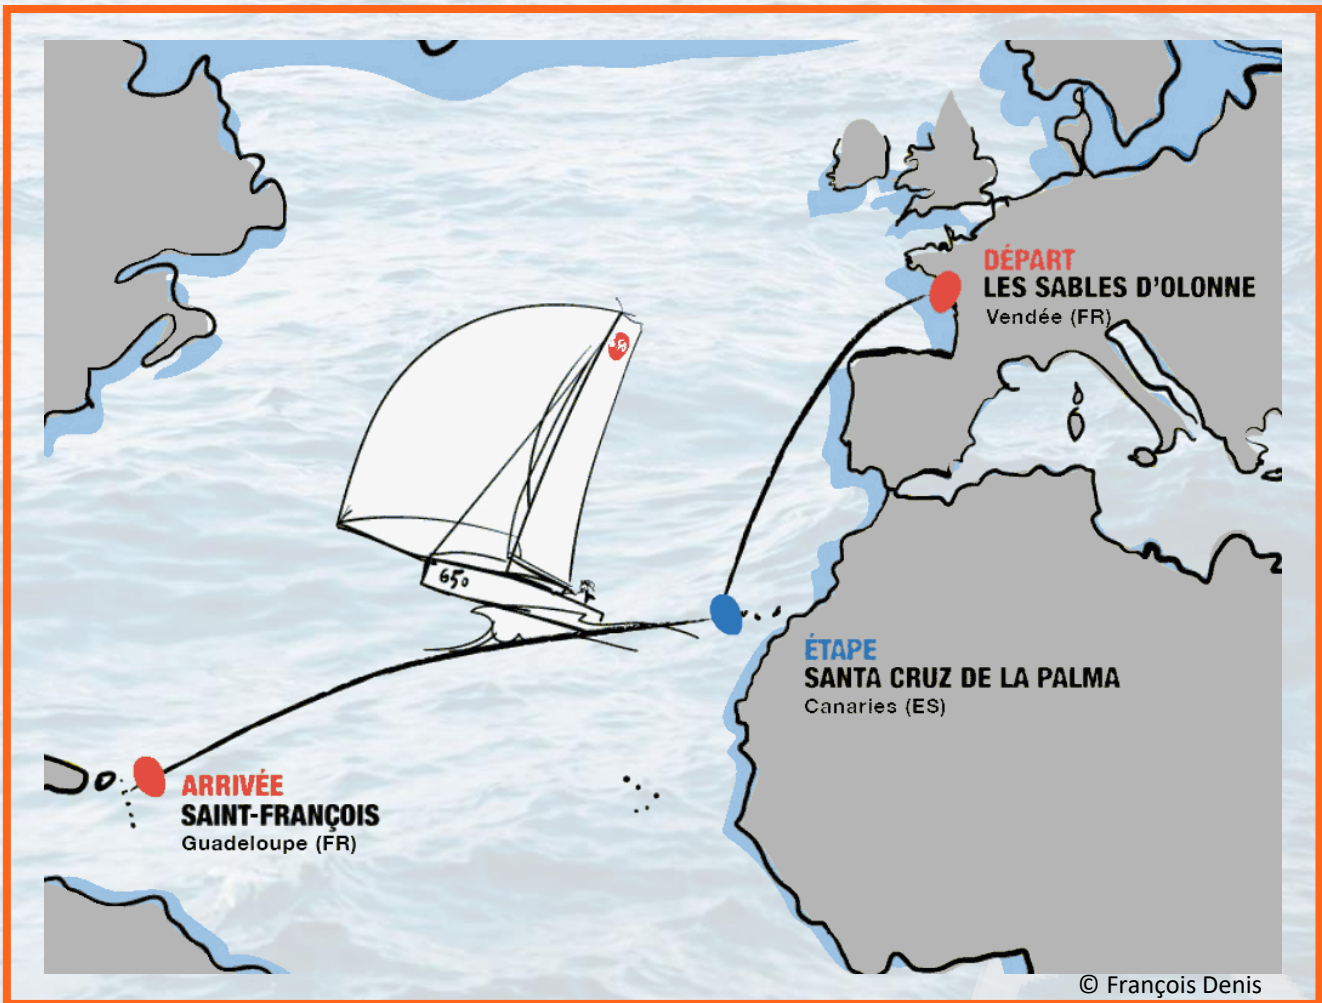 DÉPART
LES SABLES D'OLONNE
Vendée (FR)
650
650
ÉTAPE
SANTA CRUZ DE LA PALMA
Canaries (ES)
ARRIVÉE
SAINT-FRANÇOIS
Guadeloupe (FR)
© François Denis